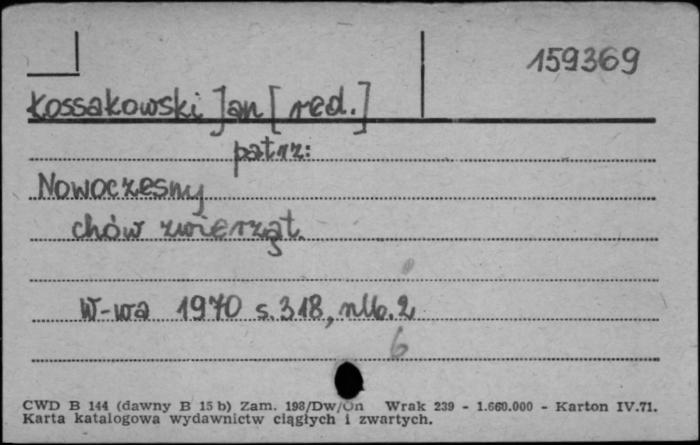 159369
Kossakowski Jan [red.]
patrz:
Nowoczesny
chów zwierząt.
W-wa 1970 s.318, nlb.2
6
CWD B 144 (dawny B 15 b) Zam. 198/Dw/On Wrak 239 - 1.660.000 - Karton IV.71.
Karta katalogowa wydawnictw ciągłych i zwartych.